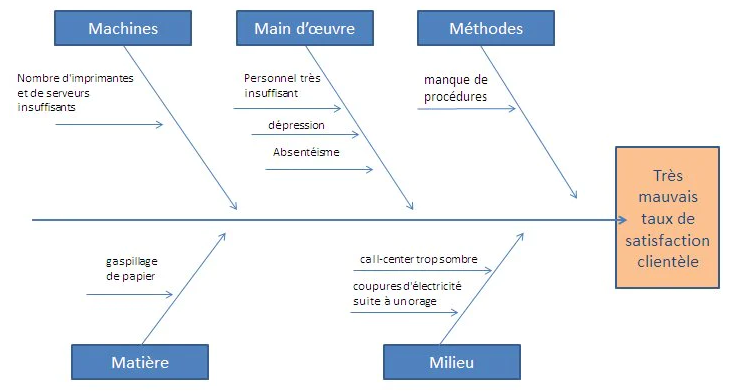 Machines
Main d'œuvre
Méthodes
Nombre d'imprimantes
et de serveurs
insuffisants
Personnel très
insuffisant
dépression
Absentéisme
manque de
procédures
Très
mauvais
taux de
satisfaction
clientèle
gaspillage
de papier
call-center trop sombre
coupures d'électricité
suite à un orage
Matière
Milieu